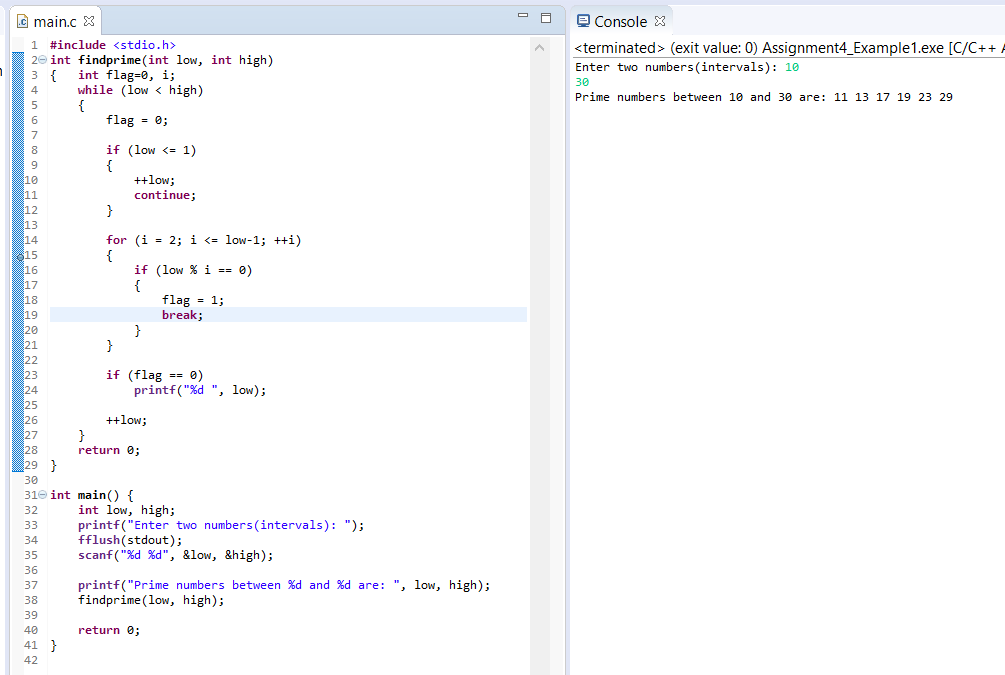 main.c
1 #include <stdio.h>
2 int findprime(int low, int high)
3 {   int flag=0, i;
4     while (low < high)
5     {
6         flag = 0;
7
8         if (low <= 1)
9         {
10             ++low;
11             continue;
12         }
13
14         for (i = 2; i <= low-1; ++i)
15         {
16             if (low % i == 0)
17             {
18                 flag = 1;
19                 break;
20             }
21         }
22
23         if (flag == 0)
24             printf("%d ", low);
25
26         ++low;
27     }
28     return 0;
29 }
30
31 int main() {
32     int low, high;
33     printf("Enter two numbers(intervals): ");
34     fflush(stdout);
35     scanf("%d %d", &low, &high);
36
37     printf("Prime numbers between %d and %d are: ", low, high);
38     findprime(low, high);
39
40     return 0;
41 }
42
Console
<terminated> (exit value: 0) Assignment4_Example1.exe [C/C++
Enter two numbers(intervals): 10
30
Prime numbers between 10 and 30 are: 11 13 17 19 23 29